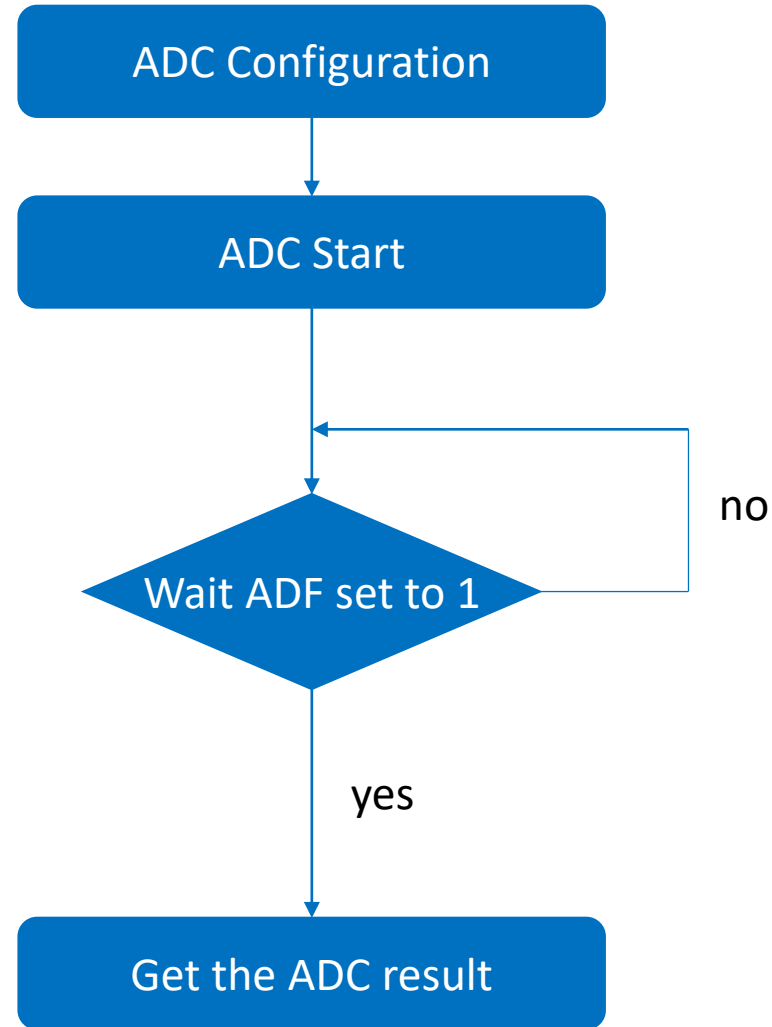 ADC Configuration
ADC Start
no
Wait ADF set to 1
yes
Get the ADC result